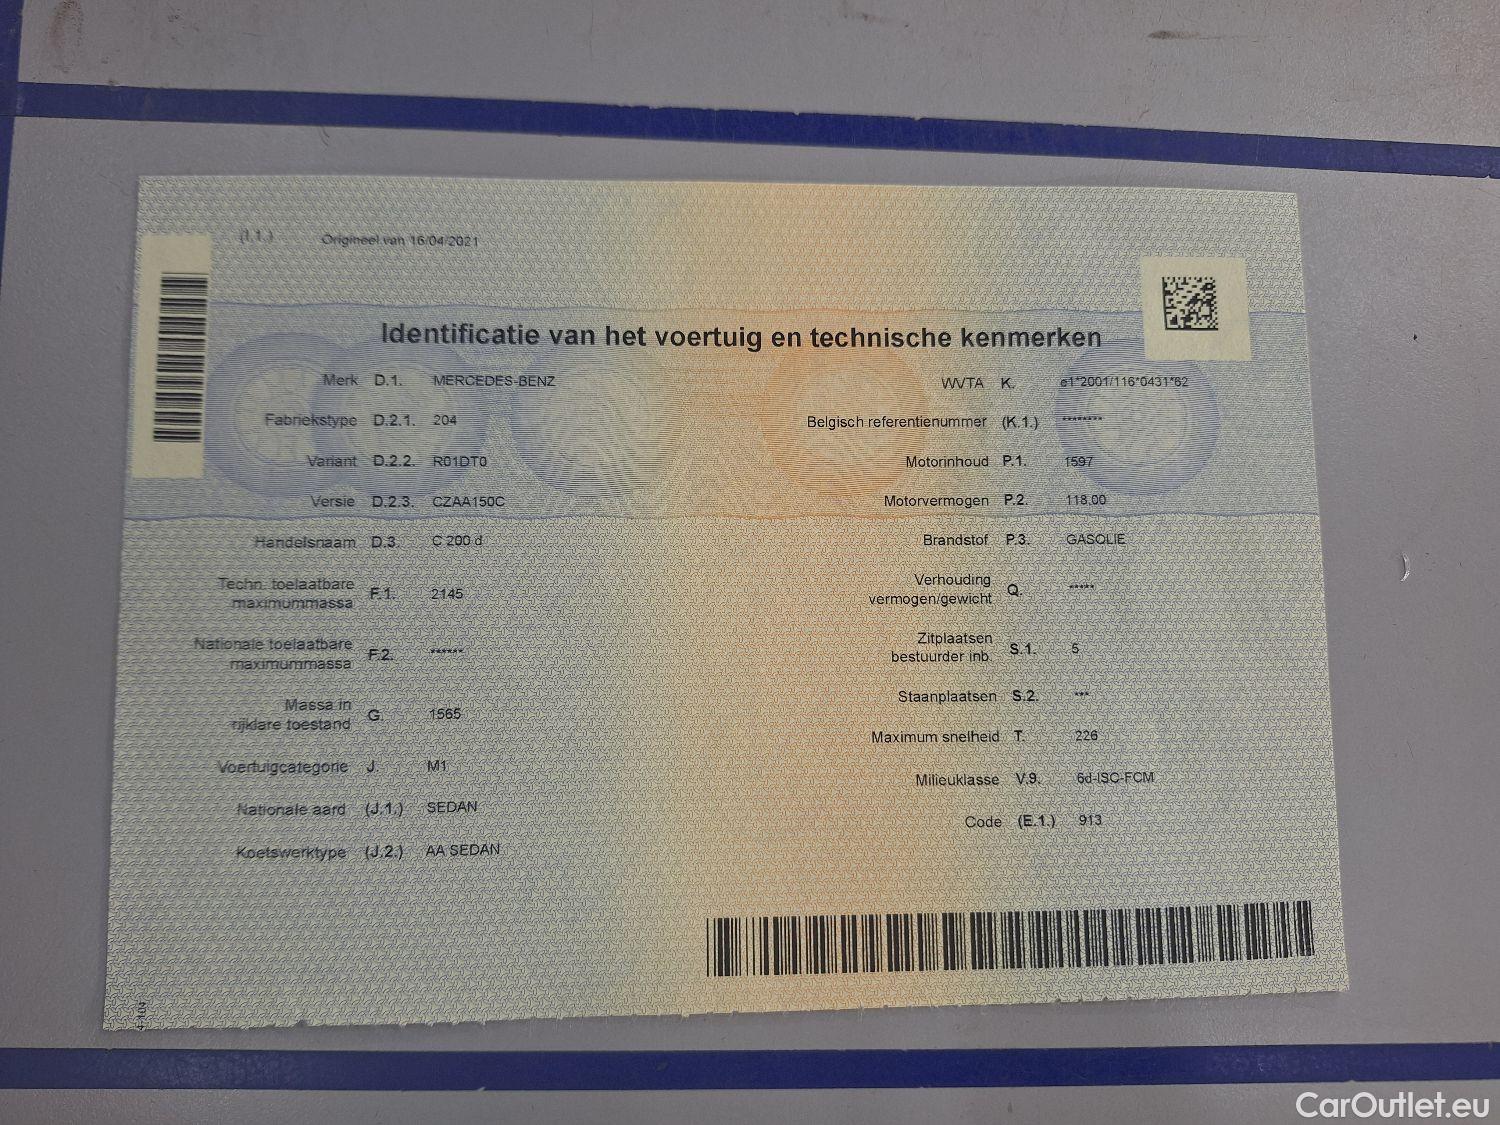 (I.1.) Origineel van 16/04/2021
Identificatie van het voertuig en technische kenmerken
Merk D.1. MERCEDES-BENZ
Fabriekstype D.2.1. 204
Variant D.2.2. R01DT0
Versie D.2.3. CZAA150C
Handelsnaam D.3. C 200 d
Techn. toelaatbare
maximummassa F.1. 2145
Nationale toelaatbare
maximummassa F.2. ******
Massa in
rijklare toestand G. 1565
Voertuigcategorie J. M1
Nationale aard (J.1.) SEDAN
Koetswerktype (J.2.) AA SEDAN
WVTA K. e1*2001/116*0431*62
Belgisch referentienummer (K.1.) ********
Motorinhoud P.1. 1597
Motorvermogen P.2. 118.00
Brandstof P.3. GASOLIE
Verhouding
vermogen/gewicht Q. *****
Zitplaatsen
bestuurder inb. S.1. 5
Staanplaatsen S.2. ***
Maximum snelheid T. 226
Milieuklasse V.9. 6d-ISC-FCM
Code (E.1.) 913
CarOutlet.eu